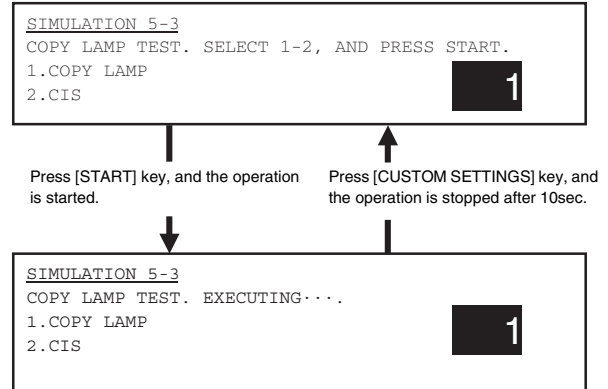 SIMULATION 5-3
COPY LAMP TEST. SELECT 1-2, AND PRESS START.
1.COPY LAMP
2.CIS
1
Press [START] key, and the operation
is started.
Press [CUSTOM SETTINGS] key, and
the operation is stopped after 10sec.
SIMULATION 5-3
COPY LAMP TEST. EXECUTING···.
1.COPY LAMP
2.CIS
1